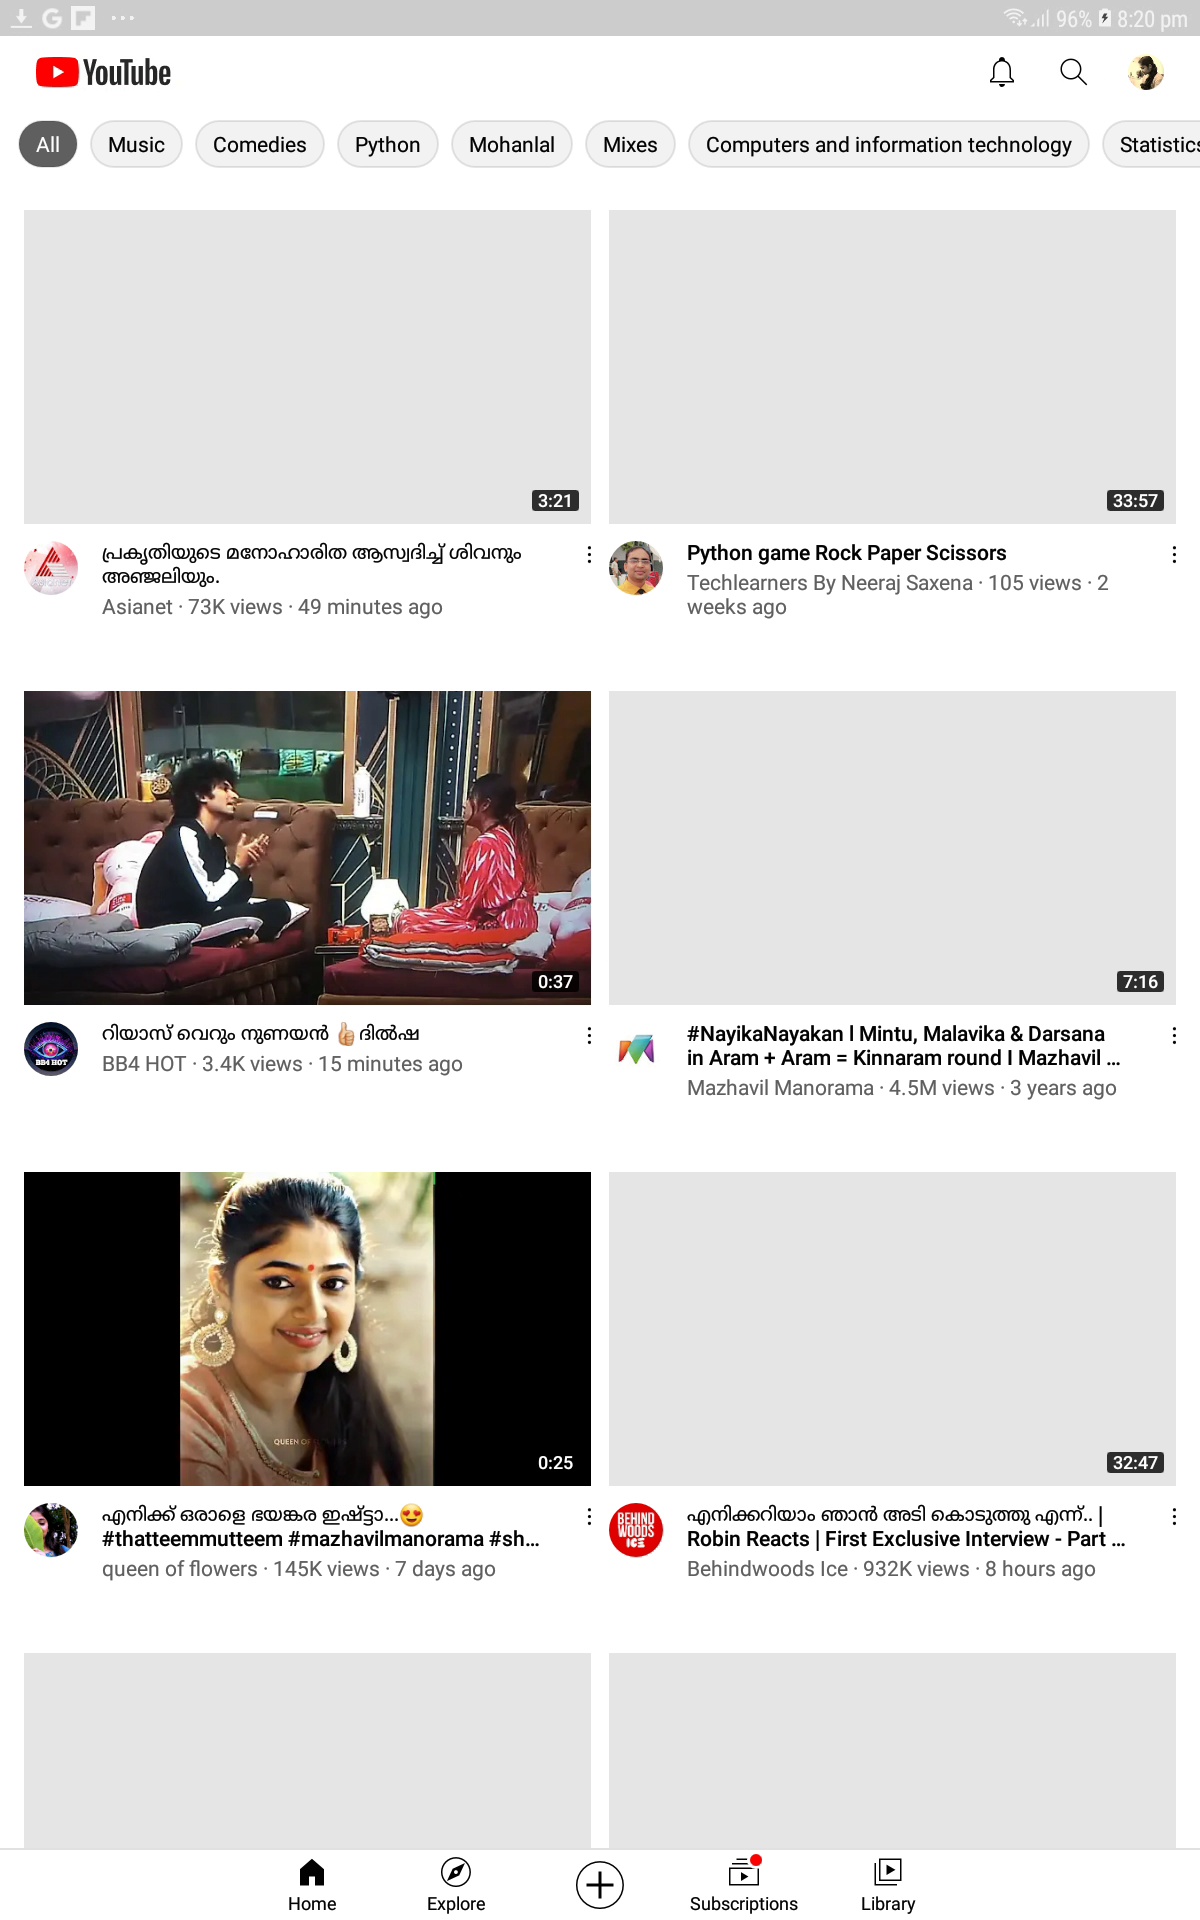 96% 8:20 pm
YouTube
All Music Comedies Python Mohanlal Mixes Computers and information technology Statistics
3:21
പ്രകൃതിയുടെ മനോഹാരിത ആസ്വദിച്ച് ശിവനും
അഞ്ജലിയും.
Asianet · 73K views · 49 minutes ago
33:57
Python game Rock Paper Scissors
Techlearners By Neeraj Saxena · 105 views · 2
weeks ago
0:37
BB4 HOT
റിയാസ് വെറും നുണയൻ 👍🏼ദിൽഷ
BB4 HOT · 3.4K views · 15 minutes ago
7:16
#NayikaNayakan l Mintu, Malavika & Darsana
in Aram + Aram = Kinnaram round I Mazhavil ...
Mazhavil Manorama · 4.5M views · 3 years ago
0:25
എനിക്ക് ഒരാളെ ഭയങ്കര ഇഷ്ട്ടാ...😍
#thatteemmutteem #mazhavilmanorama #sh...
queen of flowers · 145K views · 7 days ago
32:47
BEHIND
WOODS
ICE
എനിക്കറിയാം ഞാൻ അടി കൊടുത്തു എന്ന്.. |
Robin Reacts | First Exclusive Interview - Part ...
Behindwoods Ice · 932K views · 8 hours ago
Home Explore Subscriptions Library